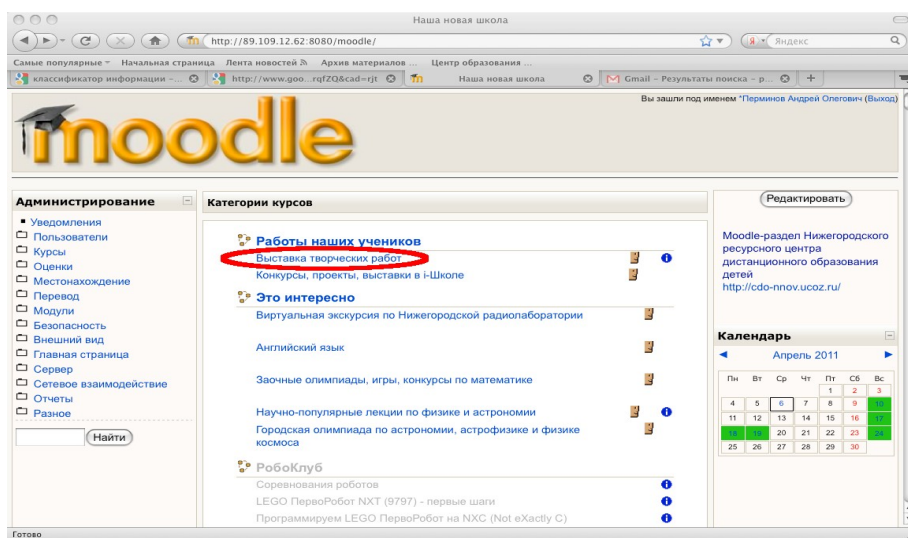 Наша новая школа
http://89.109.12.62:8080/moodle/
Яндекс
Самые популярные Начальная страница Лента новостей Архив материалов ... Центр образования ...
классификатор информации – ... http://www.goo...rqfZQ&cad=rjt Наша новая школа Gmail – Результаты поиска – p...
Вы зашли под именем *Перминов Андрей Олегович (Выход)
moodle
Администрирование
Уведомления
Пользователи
Курсы
Оценки
Местонахождение
Перевод
Модули
Безопасность
Внешний вид
Главная страница
Сервер
Сетевое взаимодействие
Отчеты
Разное
Найти
Категории курсов
Работы наших учеников
Выставка творческих работ
Конкурсы, проекты, выставки в i-Школе
Это интересно
Виртуальная экскурсия по Нижегородской радиолаборатории
Английский язык
Заочные олимпиады, игры, конкурсы по математике
Научно-популярные лекции по физике и астрономии
Городская олимпиада по астрономии, астрофизике и физике
космоса
РобоКлуб
Соревнования роботов
LEGO ПервоРобот NXT (9797) - первые шаги
Программируем LEGO ПервоРобот на NXC (Not eXactly C)
Редактировать
Moodle-раздел Нижегородского
ресурсного центра
дистанционного образования
детей
http://cdo-nnov.ucoz.ru/
Календарь
Апрель 2011
Пн Вт Ср Чт Пт Сб Вс
1 2 3
4 5 6 7 8 9 10
11 12 13 14 15 16 17
18 19 20 21 22 23 24
25 26 27 28 29 30
Готово